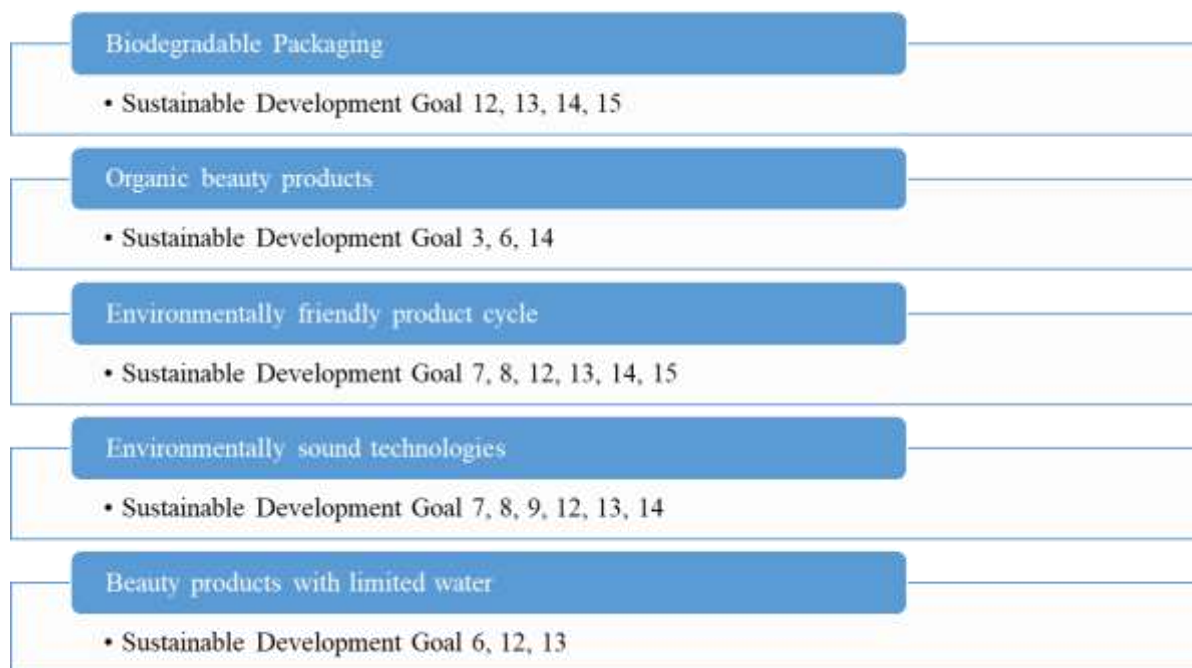 Biodegradable Packaging
• Sustainable Development Goal 12, 13, 14, 15
Organic beauty products
• Sustainable Development Goal 3, 6, 14
Environmentally friendly product cycle
• Sustainable Development Goal 7, 8, 12, 13, 14, 15
Environmentally sound technologies
• Sustainable Development Goal 7, 8, 9, 12, 13, 14
Beauty products with limited water
• Sustainable Development Goal 6, 12, 13